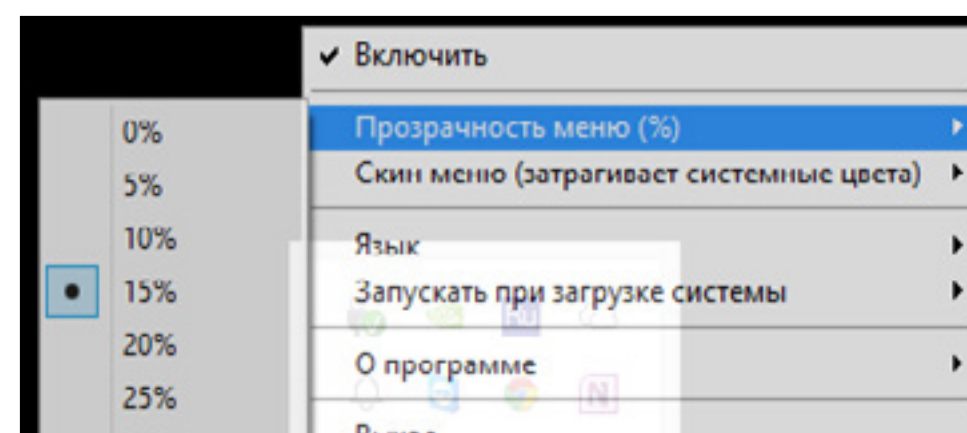 Включить
Прозрачность меню (%)
Скин меню (затрагивает системные цвета)
Язык
Запускать при загрузке системы
О программе
0%
5%
10%
15%
20%
25%